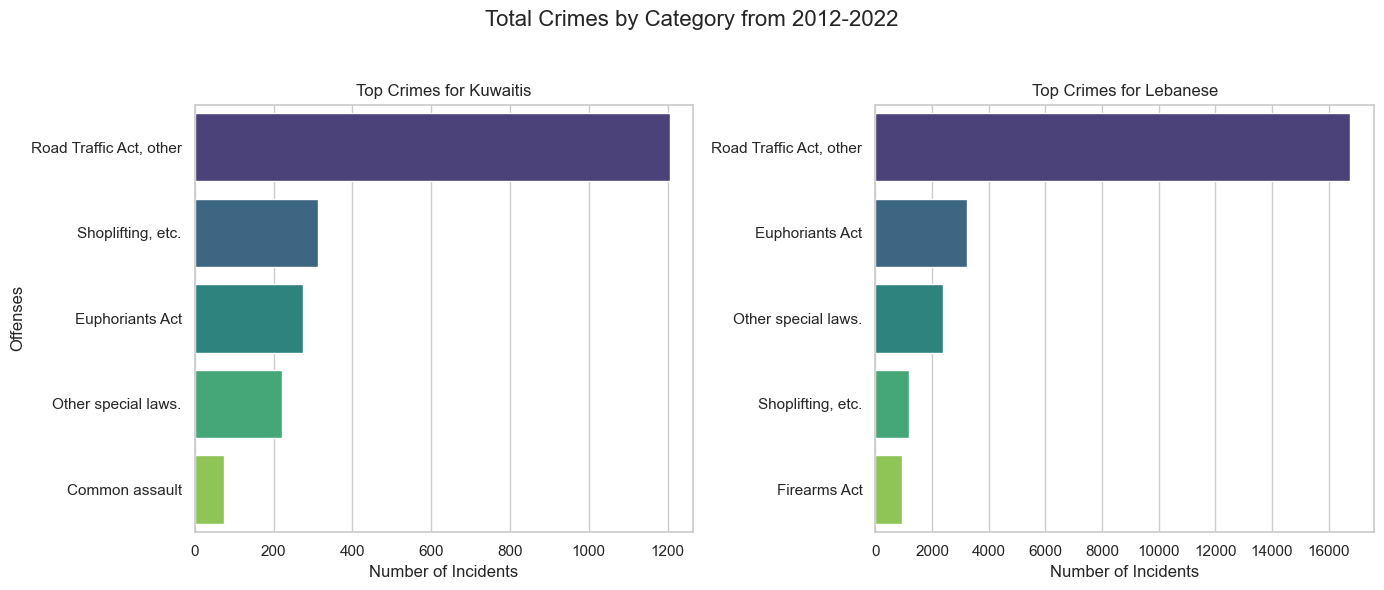 Total Crimes by Category from 2012-2022
Top Crimes for Kuwaitis
Offenses
Road Traffic Act, other
Shoplifting, etc.
Euphoriants Act
Other special laws.
Common assault
0 200 400 600 800 1000 1200
Number of Incidents
Top Crimes for Lebanese
Road Traffic Act, other
Euphoriants Act
Other special laws.
Shoplifting, etc.
Firearms Act
0 2000 4000 6000 8000 10000 12000 14000 16000
Number of Incidents